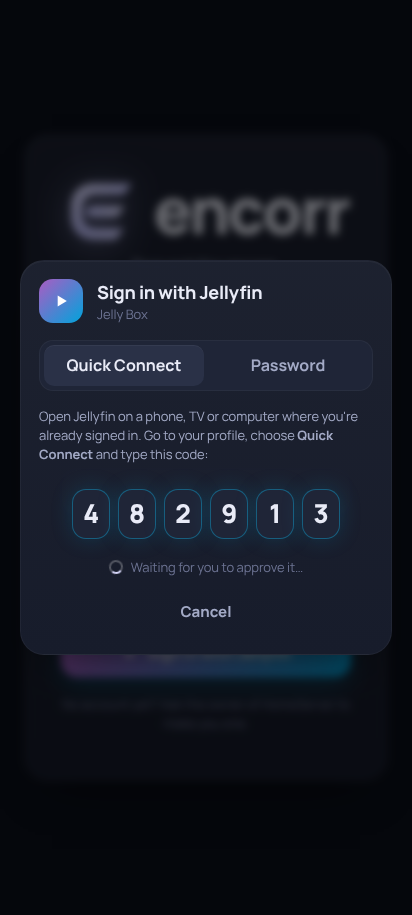 encorr
Sign in with Jellyfin
Jelly Box
Quick Connect
Password
Open Jellyfin on a phone, TV or computer where you're
already signed in. Go to your profile, choose Quick
Connect and type this code:
4 8 2 9 1 3
Waiting for you to approve it...
Cancel